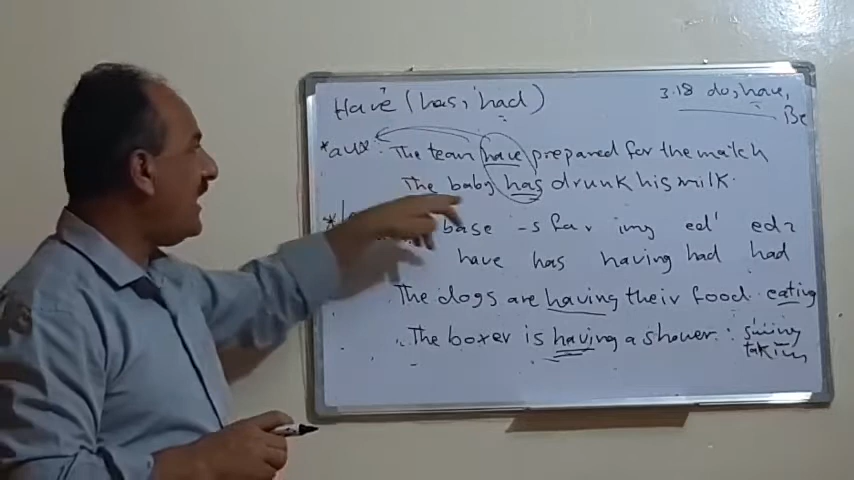 Have (has, had)
3.18 do, have, Be
*aux: The team have prepared for the match
The baby has drunk his milk.
base -s far ing ed¹ ed2
have has having had had
The dogs are having their food. eating
The boxer is having a shower:
taking